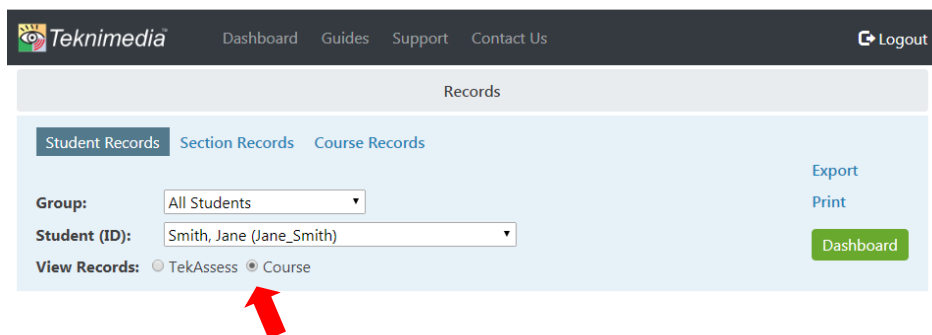 Teknimedia™ Dashboard Guides Support Contact Us Logout
Records
Student Records Section Records Course Records
Export
Group: All Students Print
Student (ID): Smith, Jane (Jane_Smith)
Dashboard
View Records: TekAssess Course